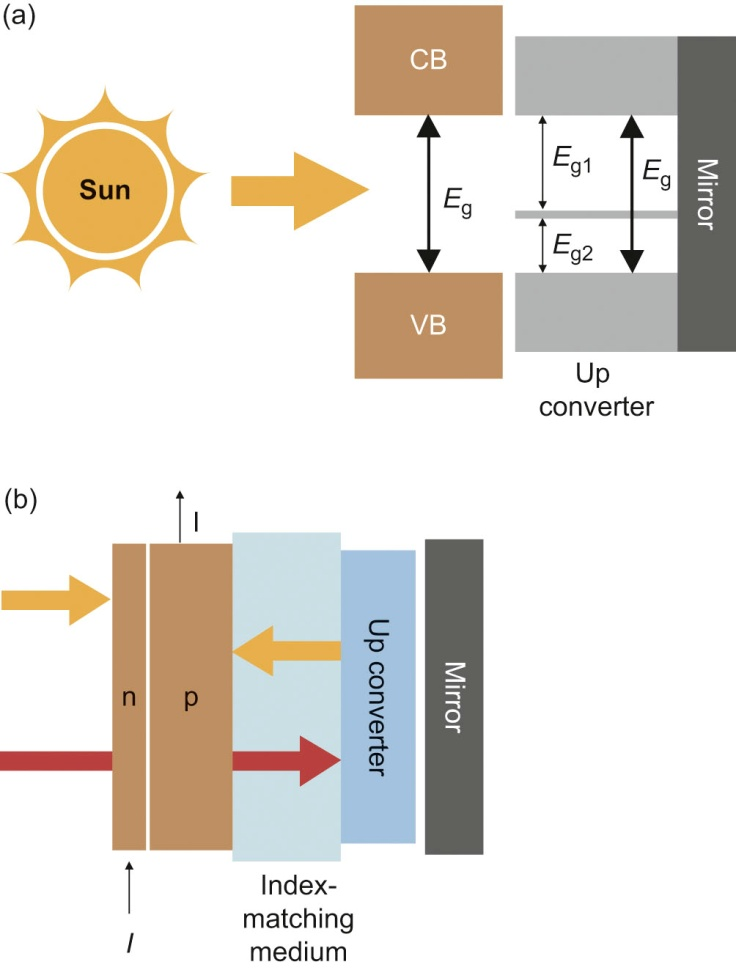 (a)
CB
Sun
Eg
VB
Eg1
Eg2
Eg
Mirror
Up
converter
(b)
I
n
p
Up converter
Mirror
Index-
matching
medium
I